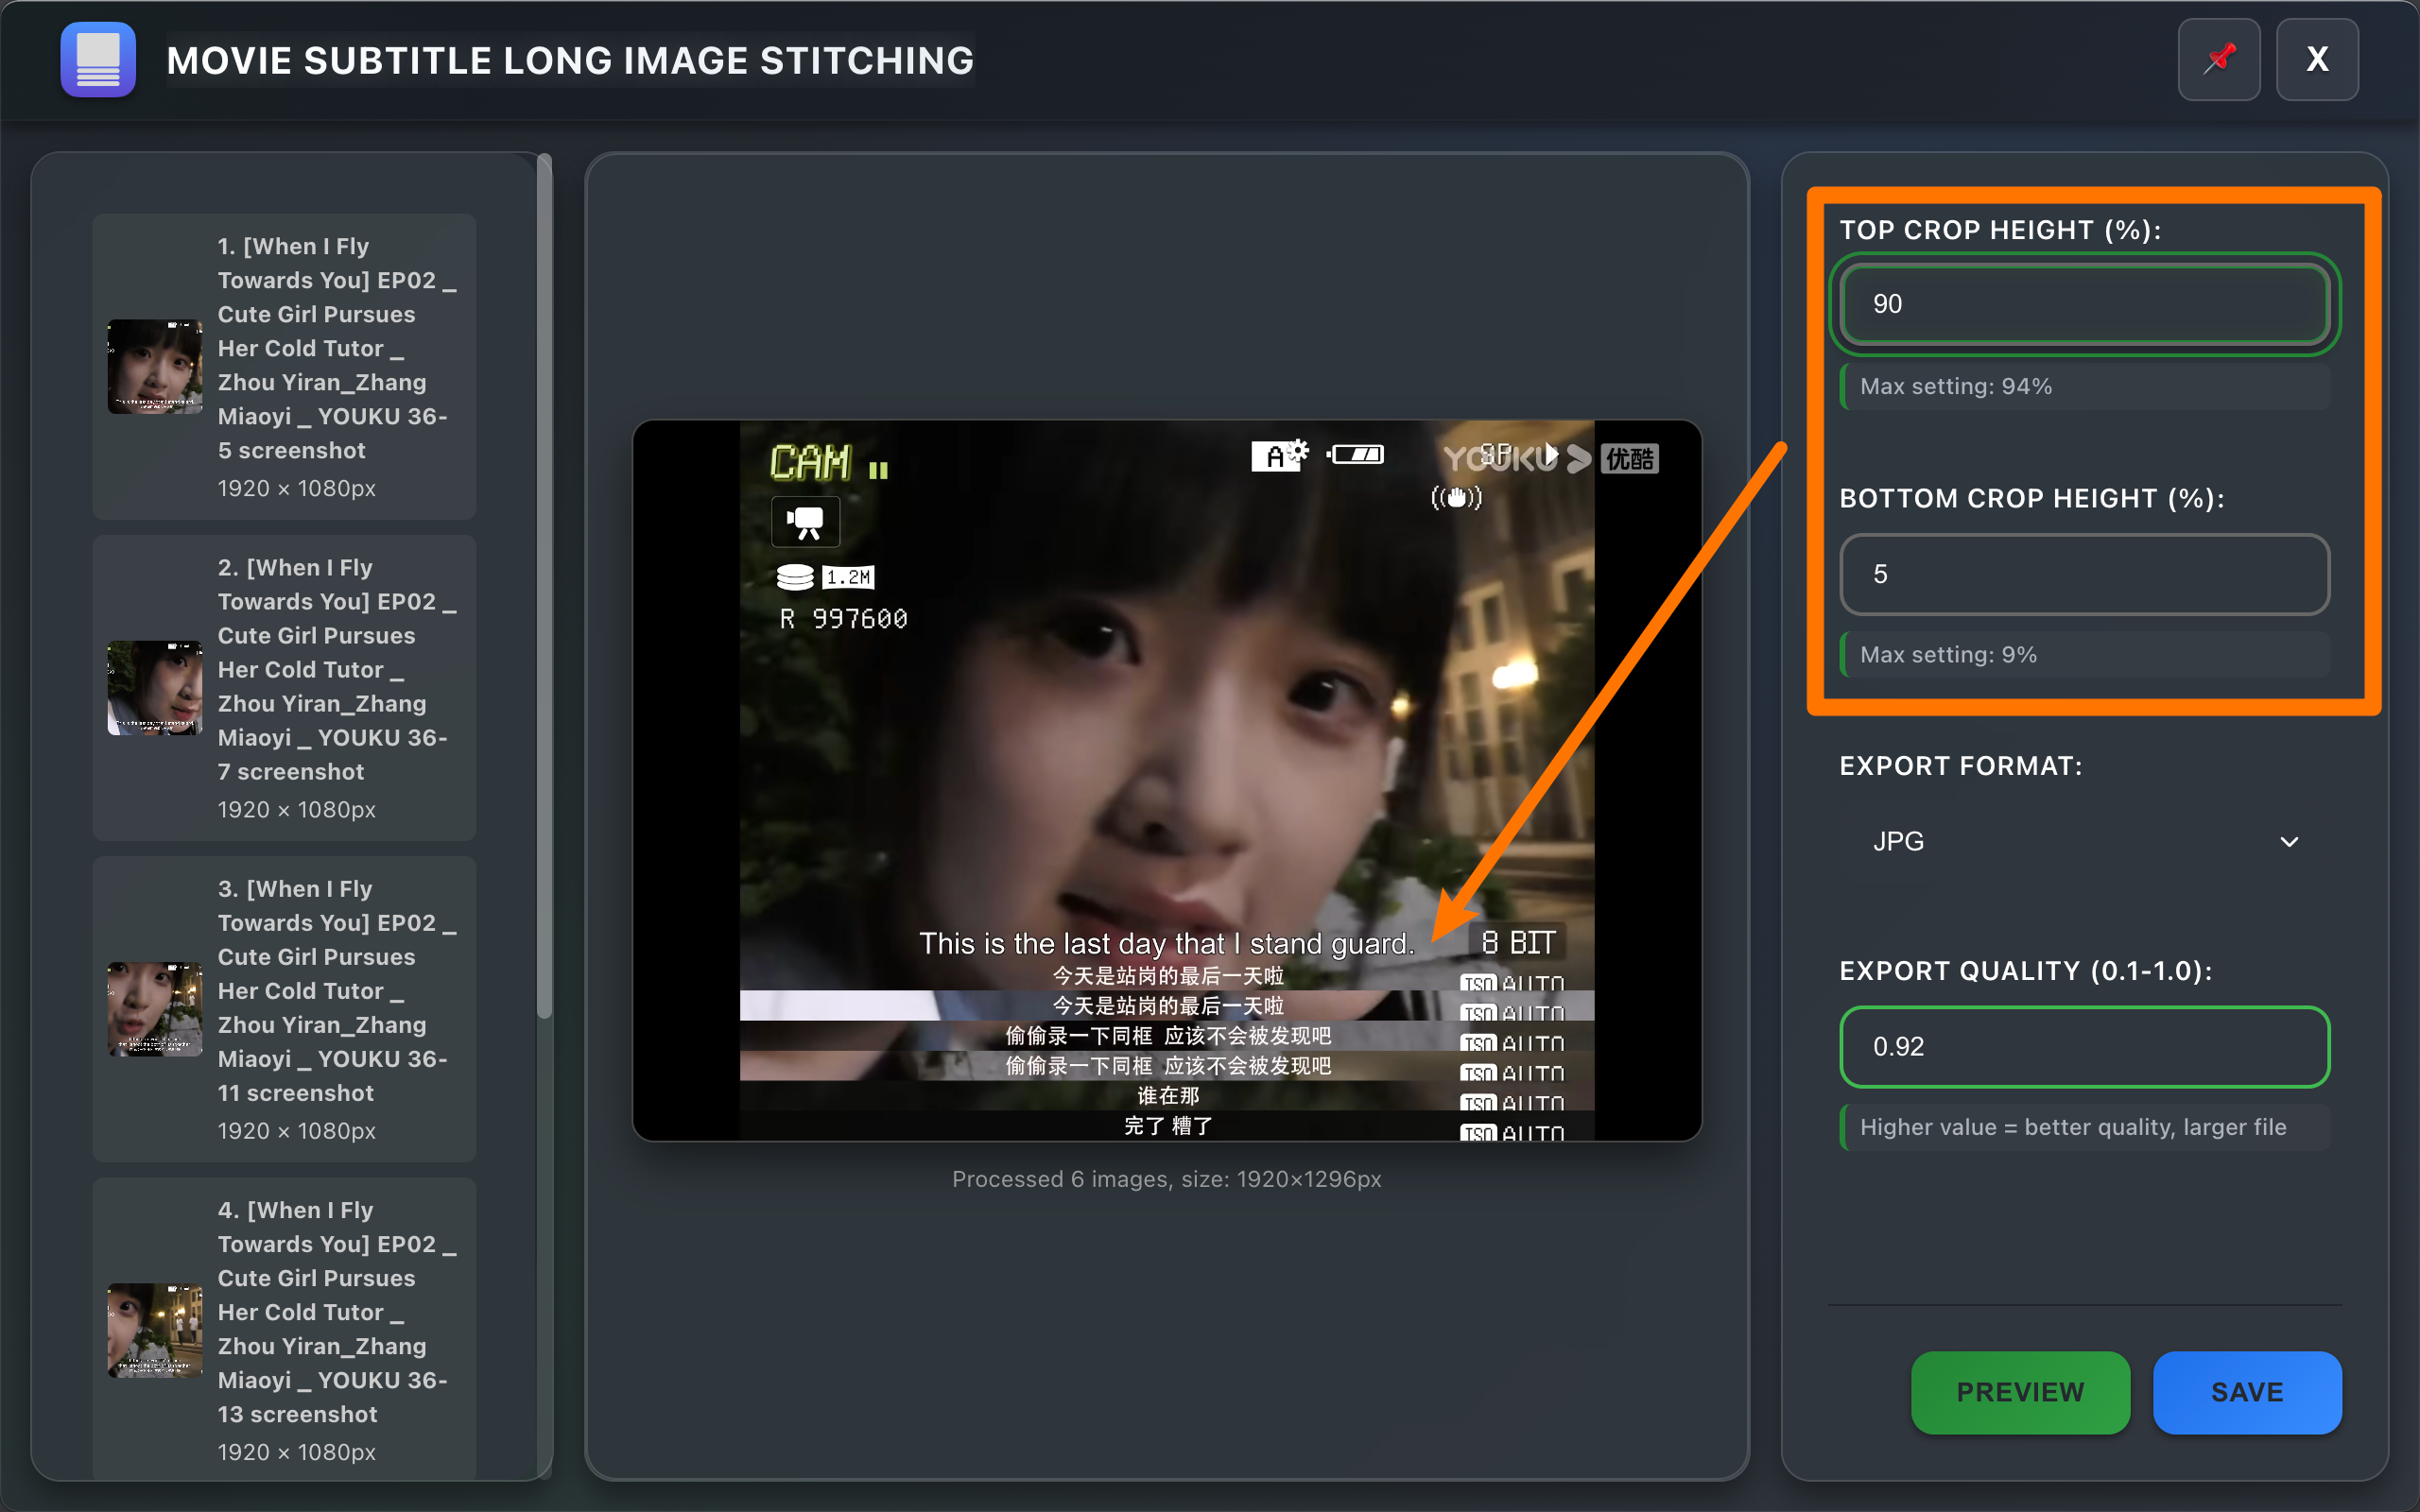 MOVIE SUBTITLE LONG IMAGE STITCHING
X
1. [When I Fly
Towards You] EP02 _
Cute Girl Pursues
Her Cold Tutor _
Zhou Yiran_Zhang
Miaoyi _ YOUKU 36-
5 screenshot
1920 × 1080px
2. [When I Fly
Towards You] EP02 _
Cute Girl Pursues
Her Cold Tutor _
Zhou Yiran_Zhang
Miaoyi _ YOUKU 36-
7 screenshot
1920 × 1080px
3. [When I Fly
Towards You] EP02 _
Cute Girl Pursues
Her Cold Tutor _
Zhou Yiran_Zhang
Miaoyi _ YOUKU 36-
11 screenshot
1920 × 1080px
4. [When I Fly
Towards You] EP02 _
Cute Girl Pursues
Her Cold Tutor _
Zhou Yiran_Zhang
Miaoyi _ YOUKU 36-
13 screenshot
1920 × 1080px
CAM
A
SP
YOUKU 优酷
1.2M
R 997600
This is the last day that I stand guard.
8 BIT
今天是站岗的最后一天啦
ISO AUTO
今天是站岗的最后一天啦
ISO AUTO
偷偷录一下同框 应该不会被发现吧
ISO AUTO
偷偷录一下同框 应该不会被发现吧
ISO AUTO
谁在那
ISO AUTO
完了 糟了
ISO AUTO
Processed 6 images, size: 1920×1296px
TOP CROP HEIGHT (%):
90
Max setting: 94%
BOTTOM CROP HEIGHT (%):
5
Max setting: 9%
EXPORT FORMAT:
JPG
EXPORT QUALITY (0.1-1.0):
0.92
Higher value = better quality, larger file
PREVIEW
SAVE